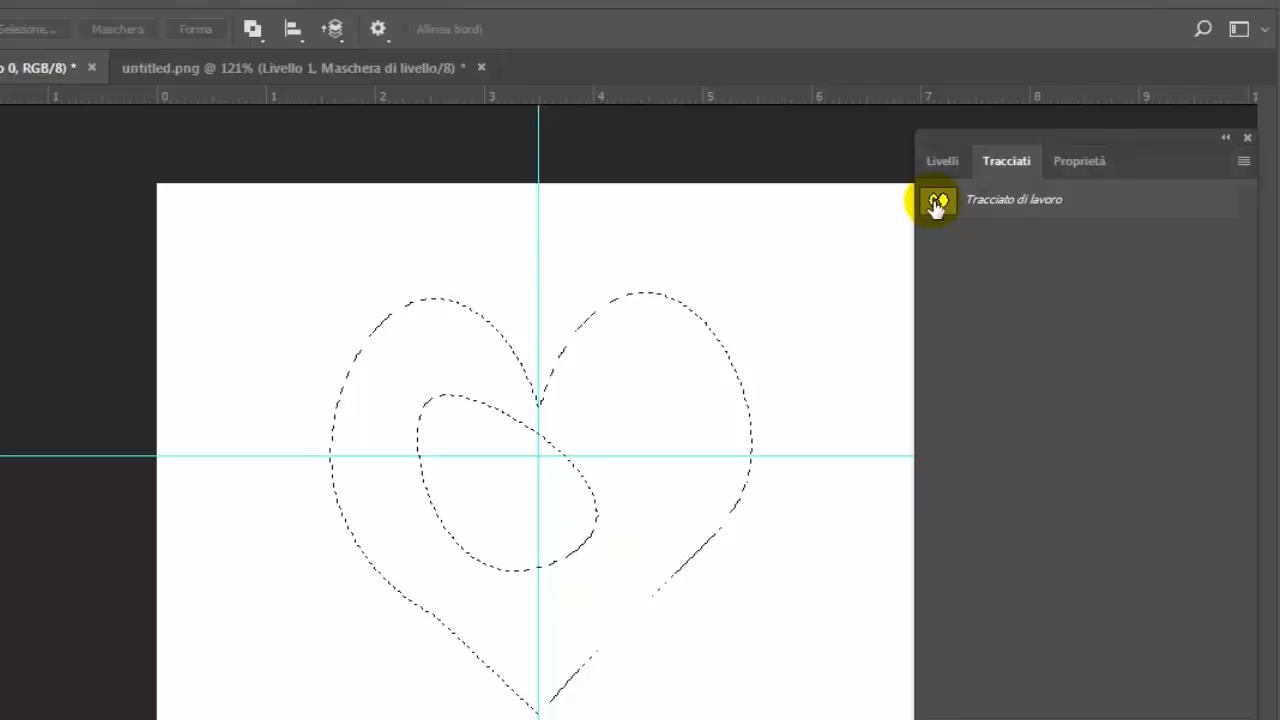 Selezione... Maschera Forma Allinea bordi
o 0, RGB/8) * × untitled.png @ 121% (Livello 1, Maschera di livello/8) * ×
1 0 1 2 3 4 5 6 7 8 9 1
Livelli Tracciati Proprietà
Tracciato di lavoro